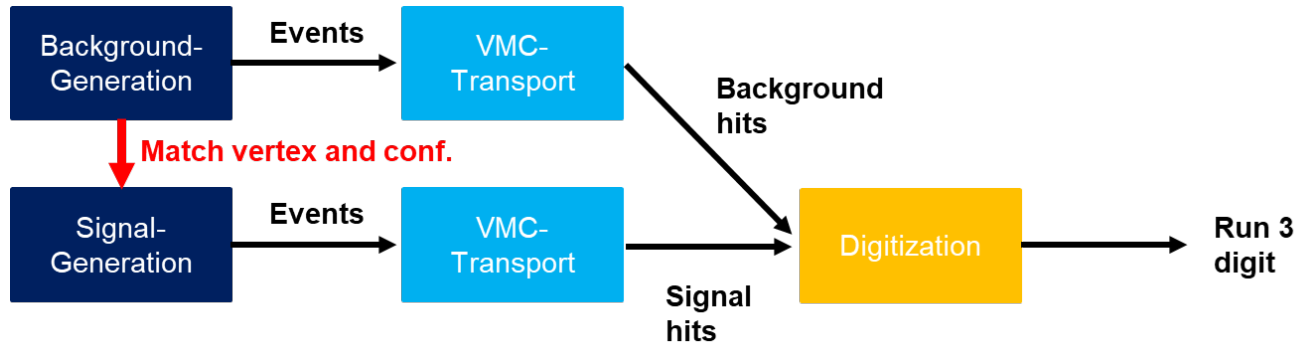 Background-
Generation
Events
VMC-
Transport
Background
hits
Match vertex and conf.
Signal-
Generation
Events
VMC-
Transport
Signal
hits
Digitization
Run 3
digit